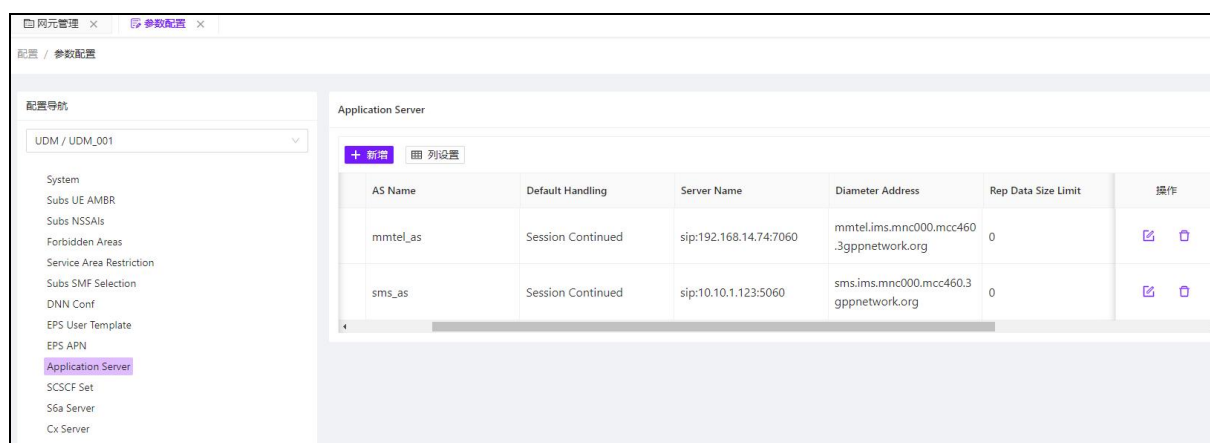 网元管理 × 参数配置 ×
配置 / 参数配置
配置导航
UDM / UDM_001
System
Subs UE AMBR
Subs NSSAIs
Forbidden Areas
Service Area Restriction
Subs SMF Selection
DNN Conf
EPS User Template
EPS APN
Application Server
SCSCF Set
S6a Server
Cx Server
Application Server
+ 新增 列设置
AS Name Default Handling Server Name Diameter Address Rep Data Size Limit 操作
mmtel_as Session Continued sip:192.168.14.74:7060 mmtel.ims.mnc000.mcc460 0
.3gppnetwork.org
sms_as Session Continued sip:10.10.1.123:5060 sms.ims.mnc000.mcc460.3 0
gppnetwork.org